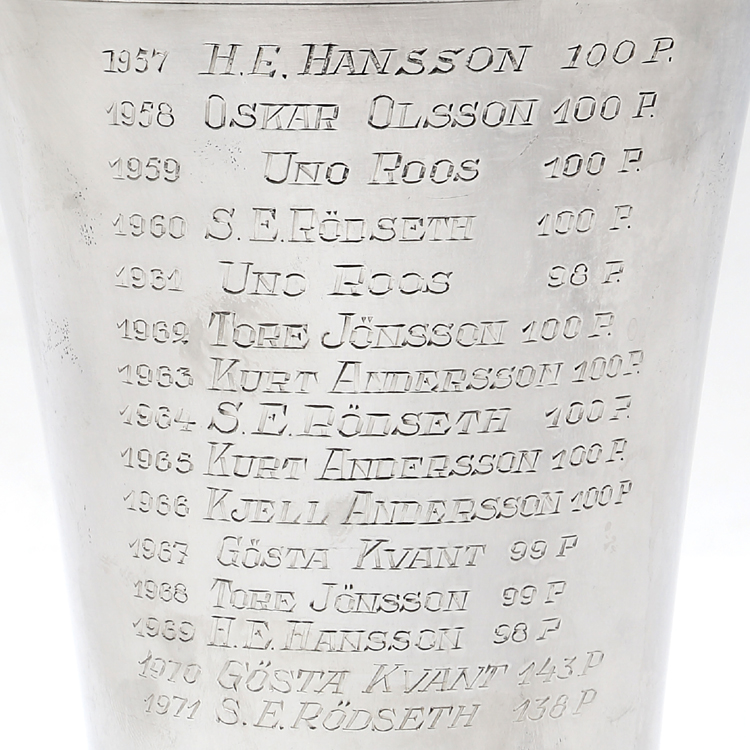 1957 H.E. HANSSON 100 P.
1958 OSKAR OLSSON 100 P.
1959 UNO ROOS 100 P.
1960 S.E. RÖDSETH 100 P.
1961 UNO ROOS 98 P.
1962 TORE JÖNSSON 100 P.
1963 KURT ANDERSSON 100 P.
1964 S.E. RÖDSETH 100 P.
1965 KURT ANDERSSON 100 P.
1966 KJELL ANDERSSON 100 P
1967 GÖSTA KVANT 99 P
1968 TORE JÖNSSON 99 P
1969 H.E. HANSSON 98 P
1970 GÖSTA KVANT 143 P
1971 S.E. RÖDSETH 138 P